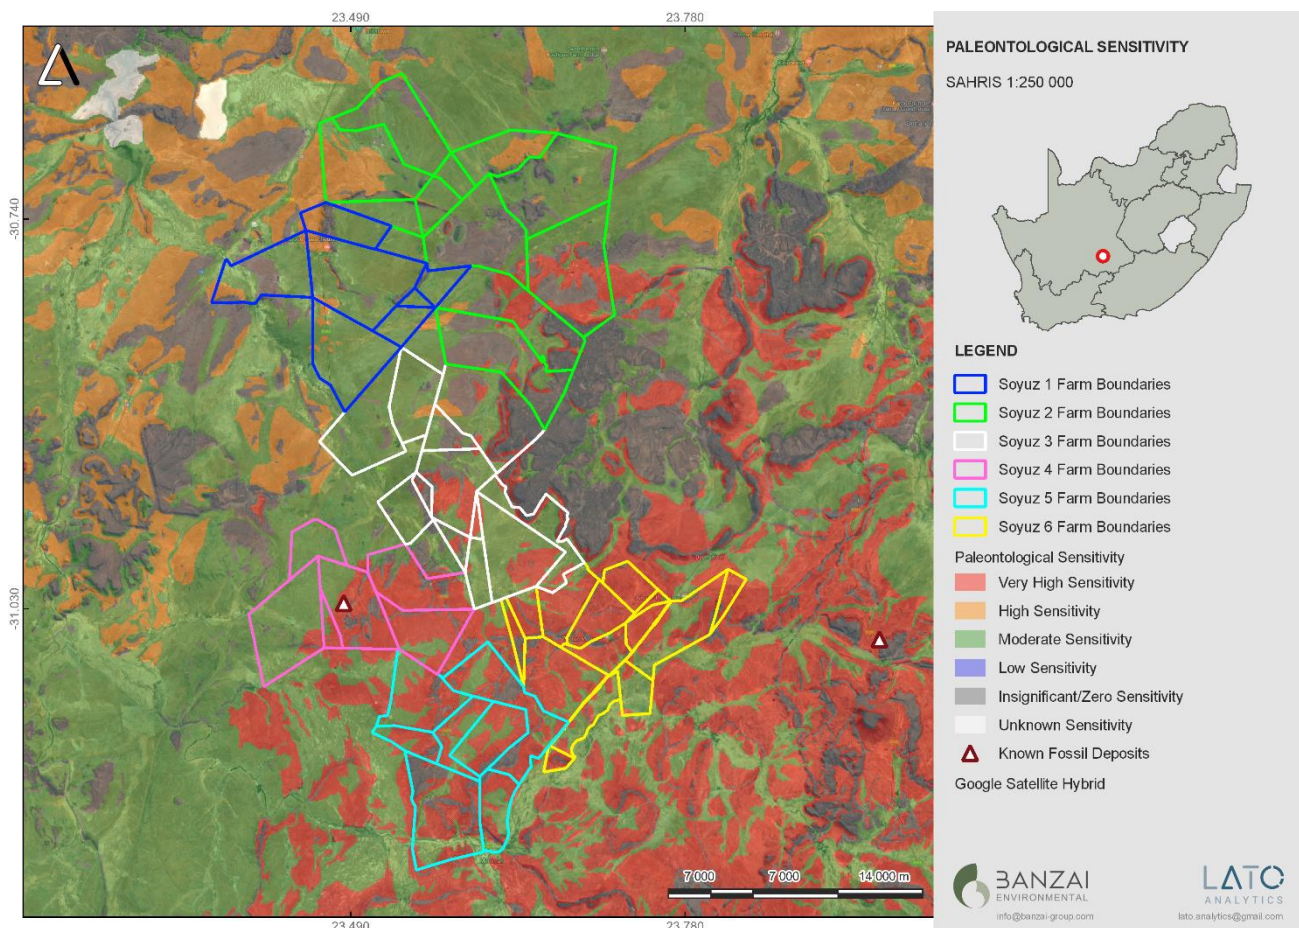 23.490
23.780
-30.740
-31.030
7 000
7 000
14 000 m
23.490
23.780
PALEONTOLOGICAL SENSITIVITY
SAHRIS 1:250 000
LEGEND
Soyuz 1 Farm Boundaries
Soyuz 2 Farm Boundaries
Soyuz 3 Farm Boundaries
Soyuz 4 Farm Boundaries
Soyuz 5 Farm Boundaries
Soyuz 6 Farm Boundaries
Paleontological Sensitivity
Very High Sensitivity
High Sensitivity
Moderate Sensitivity
Low Sensitivity
Insignificant/Zero Sensitivity
Unknown Sensitivity
Known Fossil Deposits
Google Satellite Hybrid
BANZAI
ENVIRONMENTAL
info@banzai-group.com
LATO
ANALYTICS
lato.analytics@gmail.com